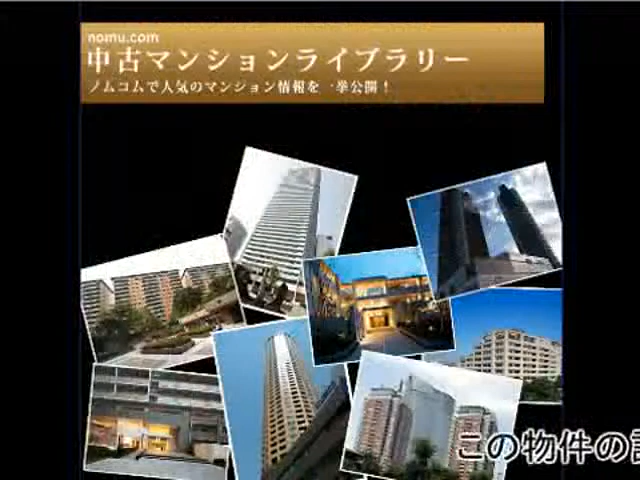 nomu.com
中古マンションライブラリー
ノムコムで人気のマンション情報を一挙公開！
この物件の